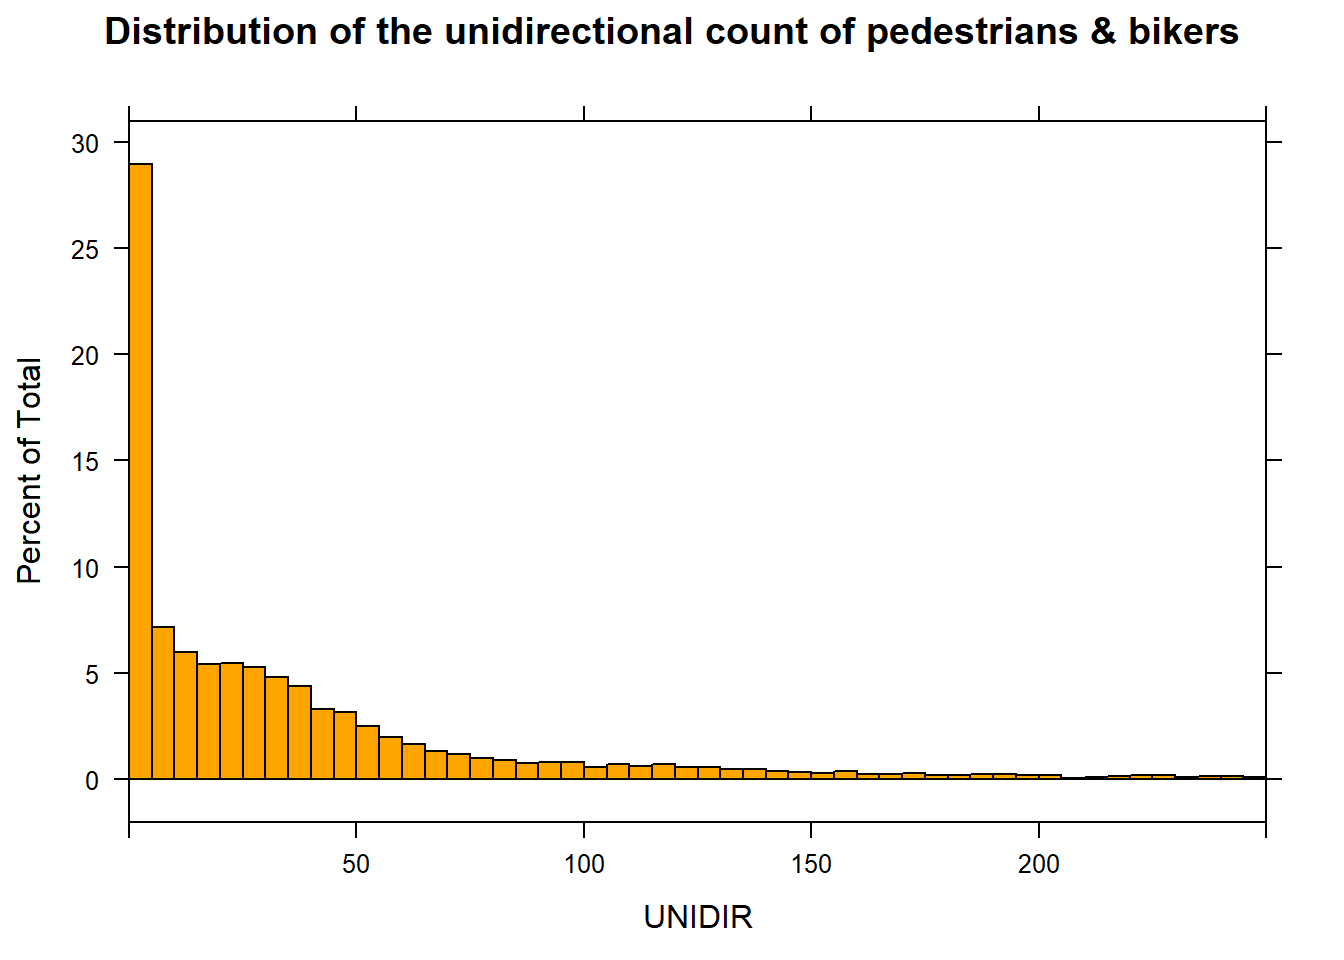 Distribution of the unidirectional count of pedestrians & bikers
30
25
20
15
10
5
0
Percent of Total
50 100 150 200
UNIDIR